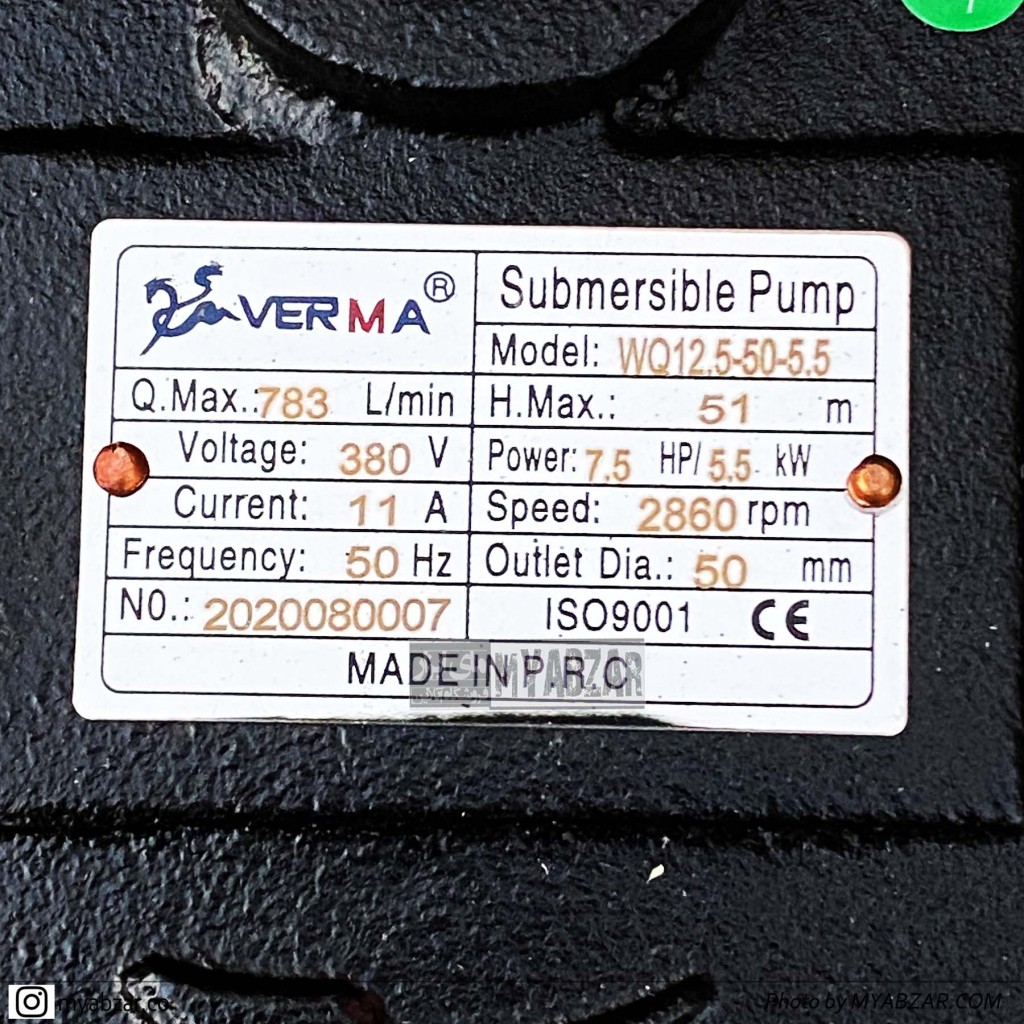 VERMA®
Submersible Pump
Model: WQ12.5-50-5.5
Q.Max.:783 L/min
H.Max.: 51 m
Voltage: 380 V
Power: 7.5 HP/ 5.5 kW
Current: 11 A
Speed: 2860 rpm
Frequency: 50 Hz
Outlet Dia.: 50 mm
N0.: 2020080007
ISO9001 CE
MADE IN P.R.C
MYABZAR
myabzar.co
Photo by MYABZAR.COM